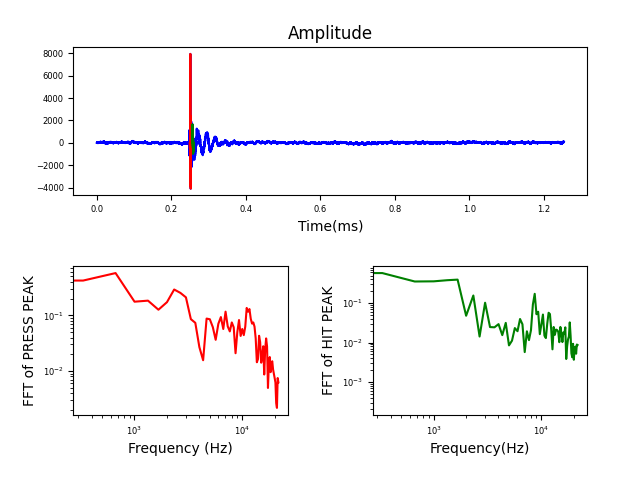 Amplitude
8000
6000
4000
2000
0
−2000
−4000
0.0 0.2 0.4 0.6 0.8 1.0 1.2
Time(ms)
FFT of PRESS PEAK
10⁻¹
10⁻²
10³ 10⁴
Frequency (Hz)
FFT of HIT PEAK
10⁻¹
10⁻²
10⁻³
10³ 10⁴
Frequency(Hz)